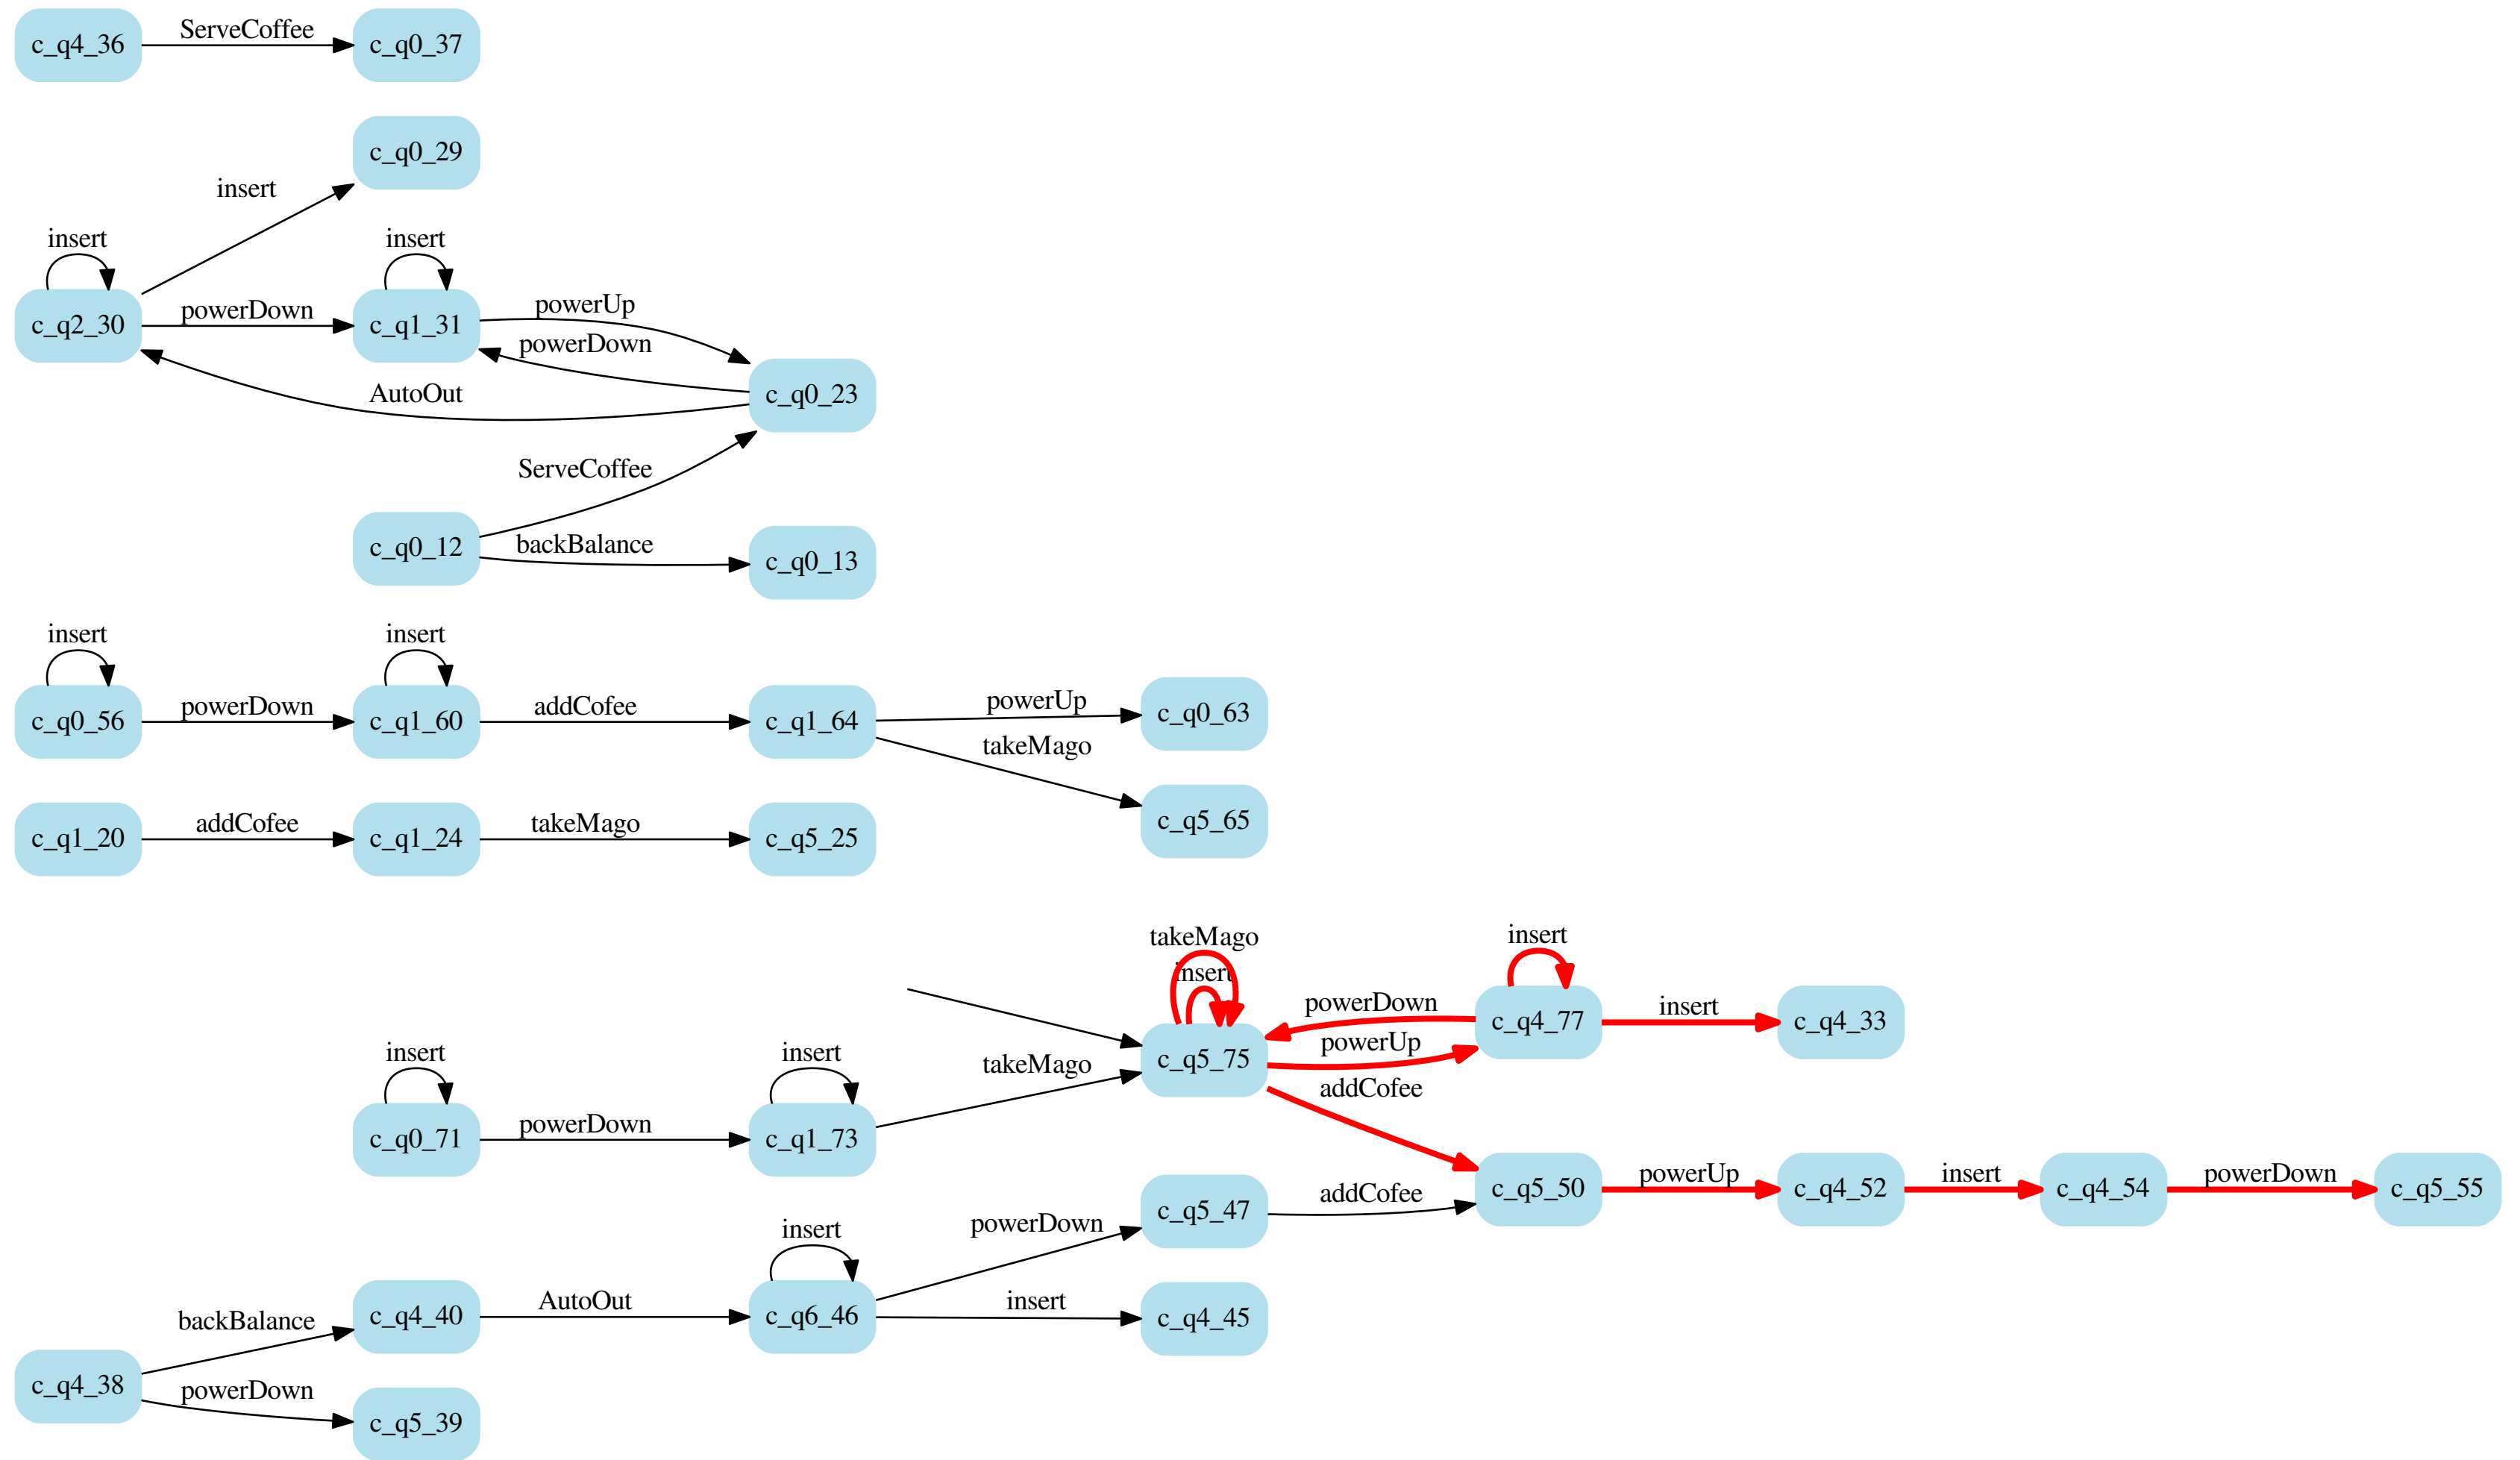 c_q4_36
ServeCoffee
c_q0_37
c_q0_29
insert
insert
insert
c_q2_30
powerDown
c_q1_31
powerUp
powerDown
AutoOut
c_q0_23
ServeCoffee
c_q0_12
backBalance
c_q0_13
insert
insert
c_q0_56
powerDown
c_q1_60
addCofee
c_q1_64
powerUp
c_q0_63
takeMago
c_q5_65
c_q1_20
addCofee
c_q1_24
takeMago
c_q5_25
takeMago
insert
insert
powerDown
c_q4_77
insert
c_q4_33
powerUp
c_q5_75
addCofee
insert
insert
takeMago
c_q0_71
powerDown
c_q1_73
c_q5_47
addCofee
c_q5_50
powerUp
c_q4_52
insert
c_q4_54
powerDown
c_q5_55
insert
powerDown
backBalance
c_q4_40
AutoOut
c_q6_46
insert
c_q4_45
c_q4_38
powerDown
c_q5_39